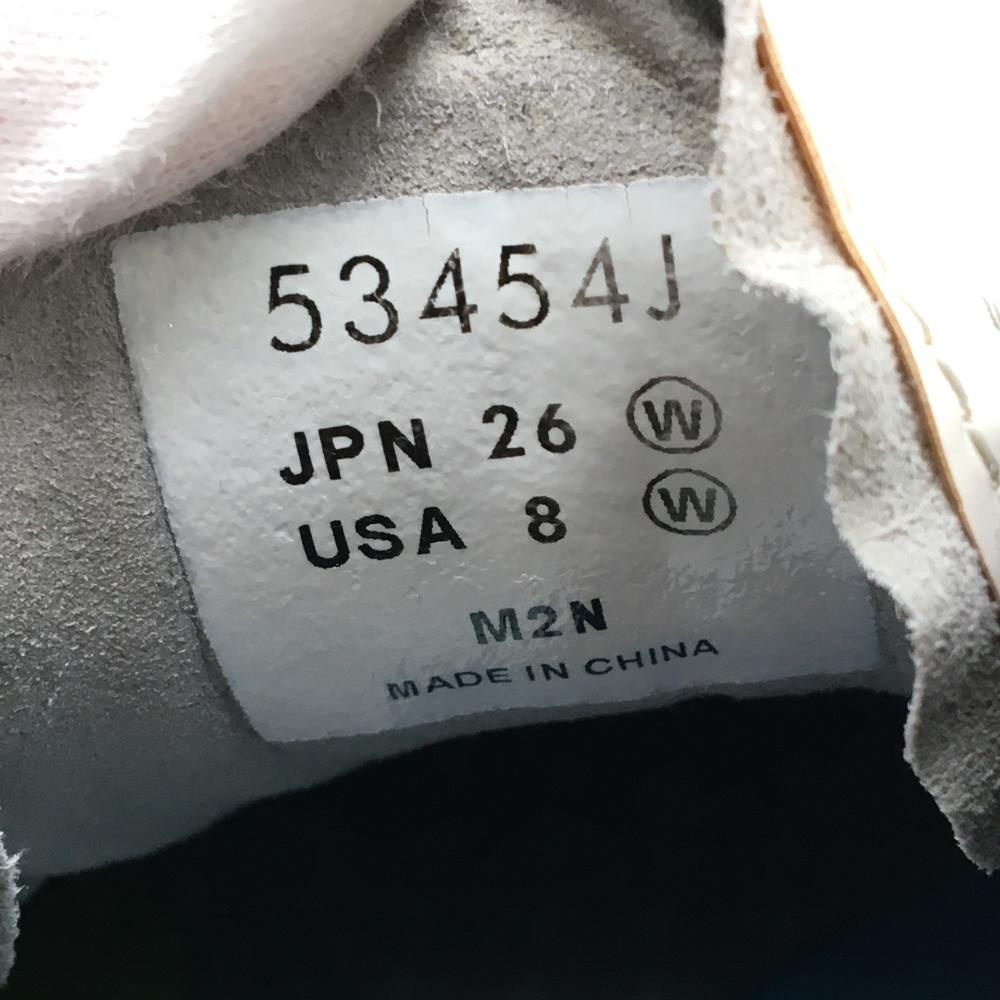 53454J
JPN 26 Ⓦ
USA 8 Ⓦ
M2N
MADE IN CHINA